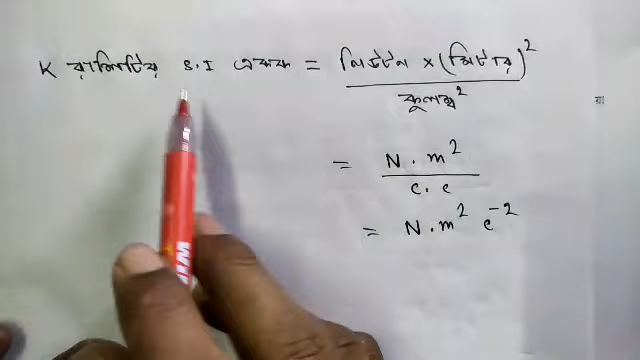 K রাশিটির S.I একক = নিউটন × (মিটার)²
কুলম্ব²
= N.m²
c.c
= N.m² c⁻²